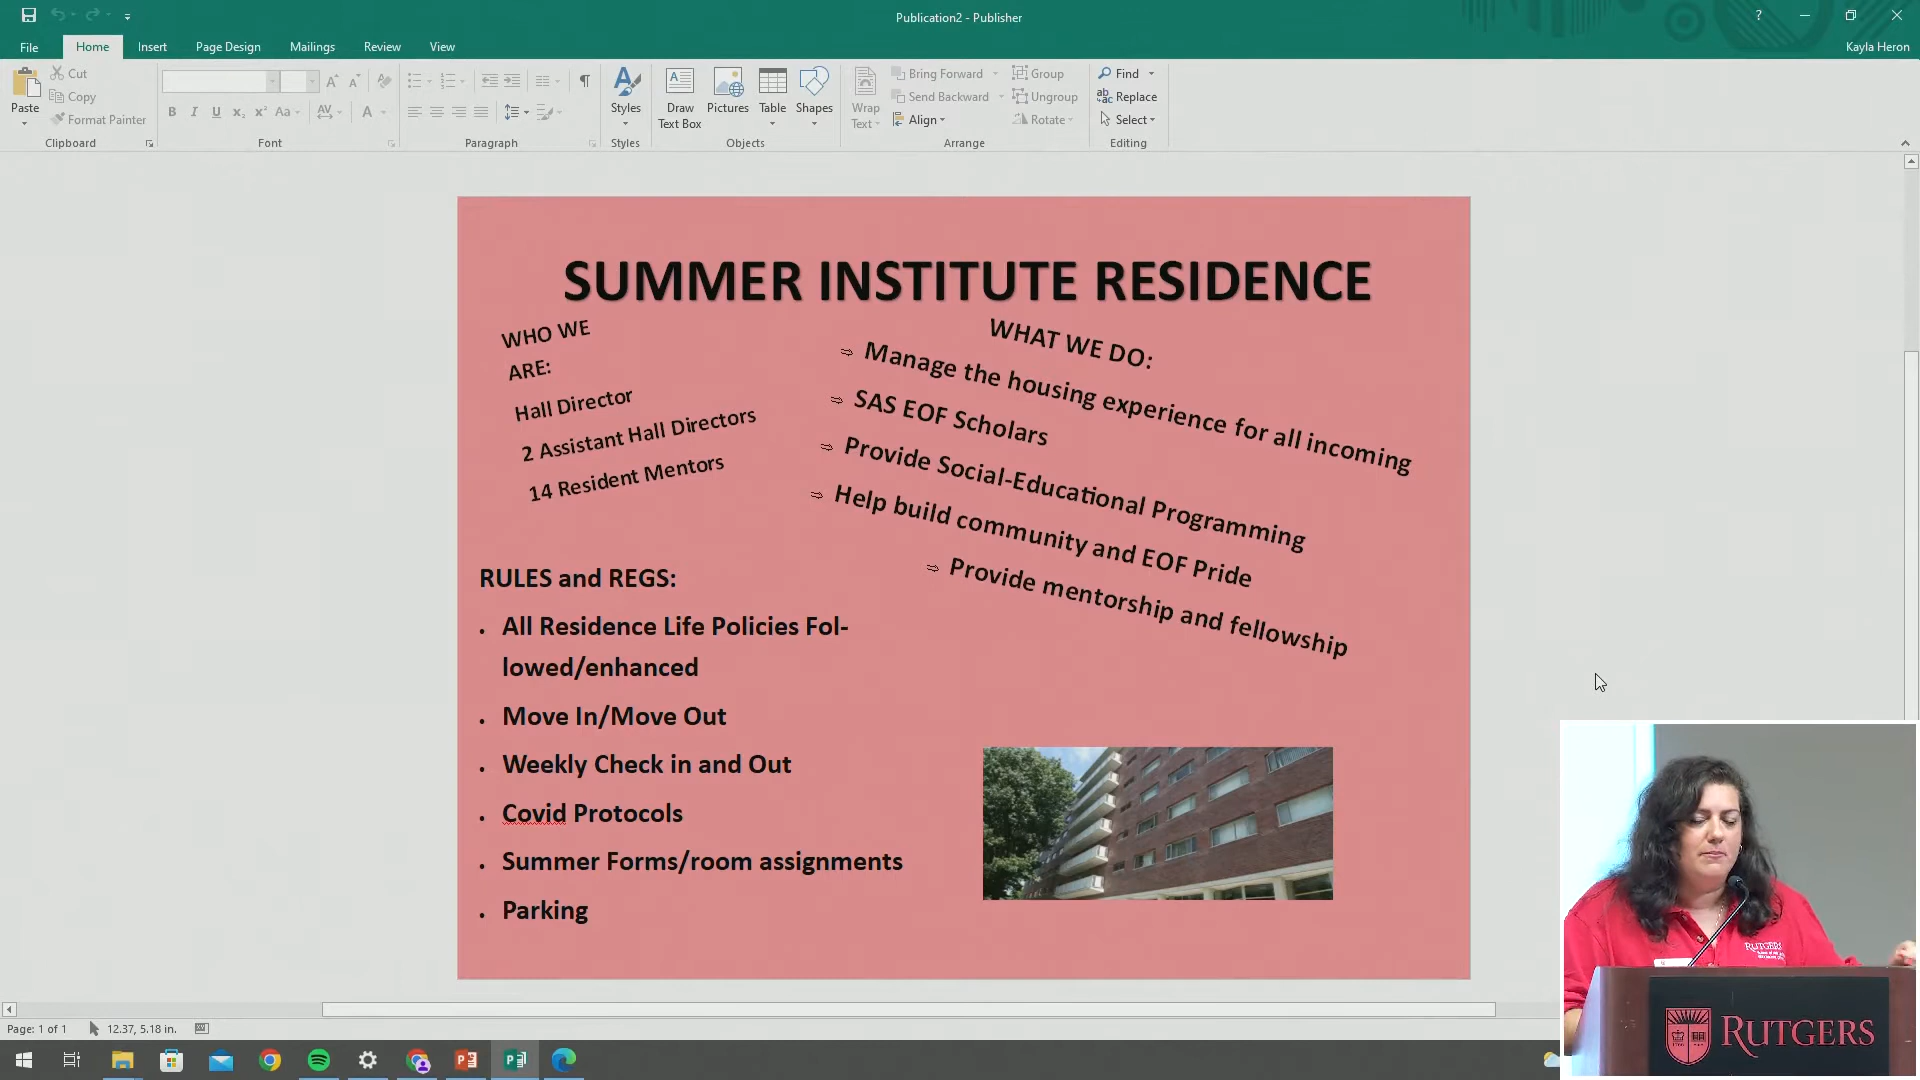 Publication2 - Publisher
?
File
Home
Insert
Page Design
Mailings
Review
View
Kayla Heron
Paste
Cut
Copy
Format Painter
Clipboard
Font
Paragraph
Styles
Styles
Draw
Text Box
Pictures
Table
Shapes
Objects
Wrap
Text
Bring Forward
Send Backward
Align
Group
Ungroup
Rotate
Arrange
Find
Replace
Select
Editing
SUMMER INSTITUTE RESIDENCE
WHO WE
ARE:
Hall Director
2 Assistant Hall Directors
14 Resident Mentors
WHAT WE DO:
⇨ Manage the housing experience for all incoming
⇨ SAS EOF Scholars
⇨ Provide Social-Educational Programming
⇨ Help build community and EOF Pride
⇨ Provide mentorship and fellowship
RULES and REGS:
• All Residence Life Policies Fol-
lowed/enhanced
• Move In/Move Out
• Weekly Check in and Out
• Covid Protocols
• Summer Forms/room assignments
• Parking
RUTGERS
RUTGERS
Page: 1 of 1
12.37, 5.18 in.